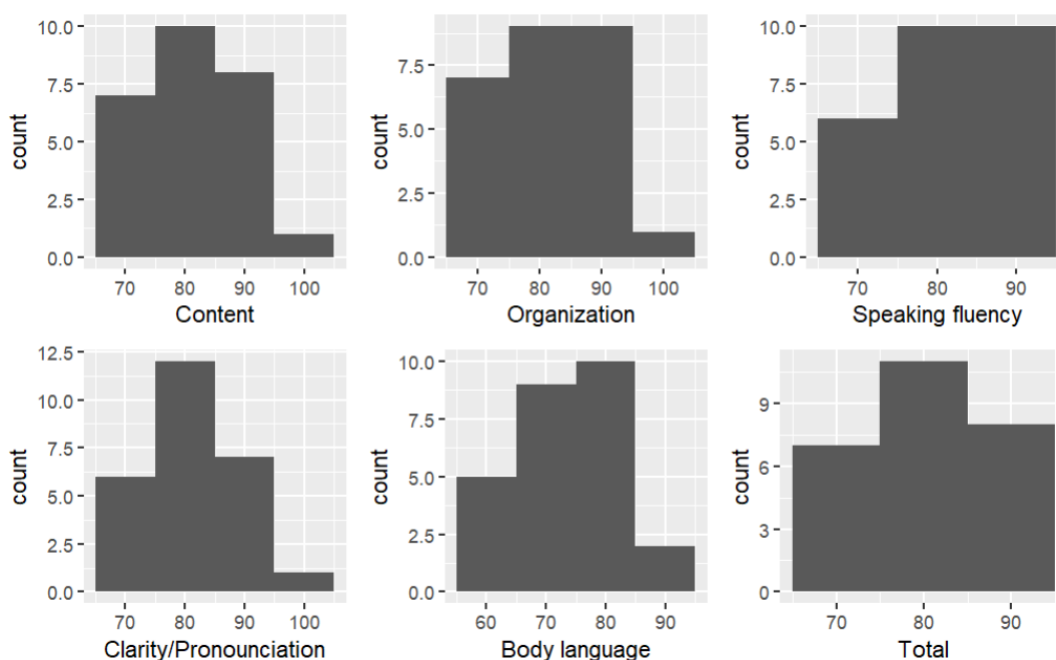 10.0
7.5
5.0
2.5
0.0
count
70 80 90 100
Content
7.5
5.0
2.5
0.0
count
70 80 90 100
Organization
10.0
7.5
5.0
2.5
0.0
count
70 80 90
Speaking fluency
12.5
10.0
7.5
5.0
2.5
0.0
count
70 80 90 100
Clarity/Pronounciation
10.0
7.5
5.0
2.5
0.0
count
60 70 80 90
Body language
9
6
3
0
count
70 80 90
Total